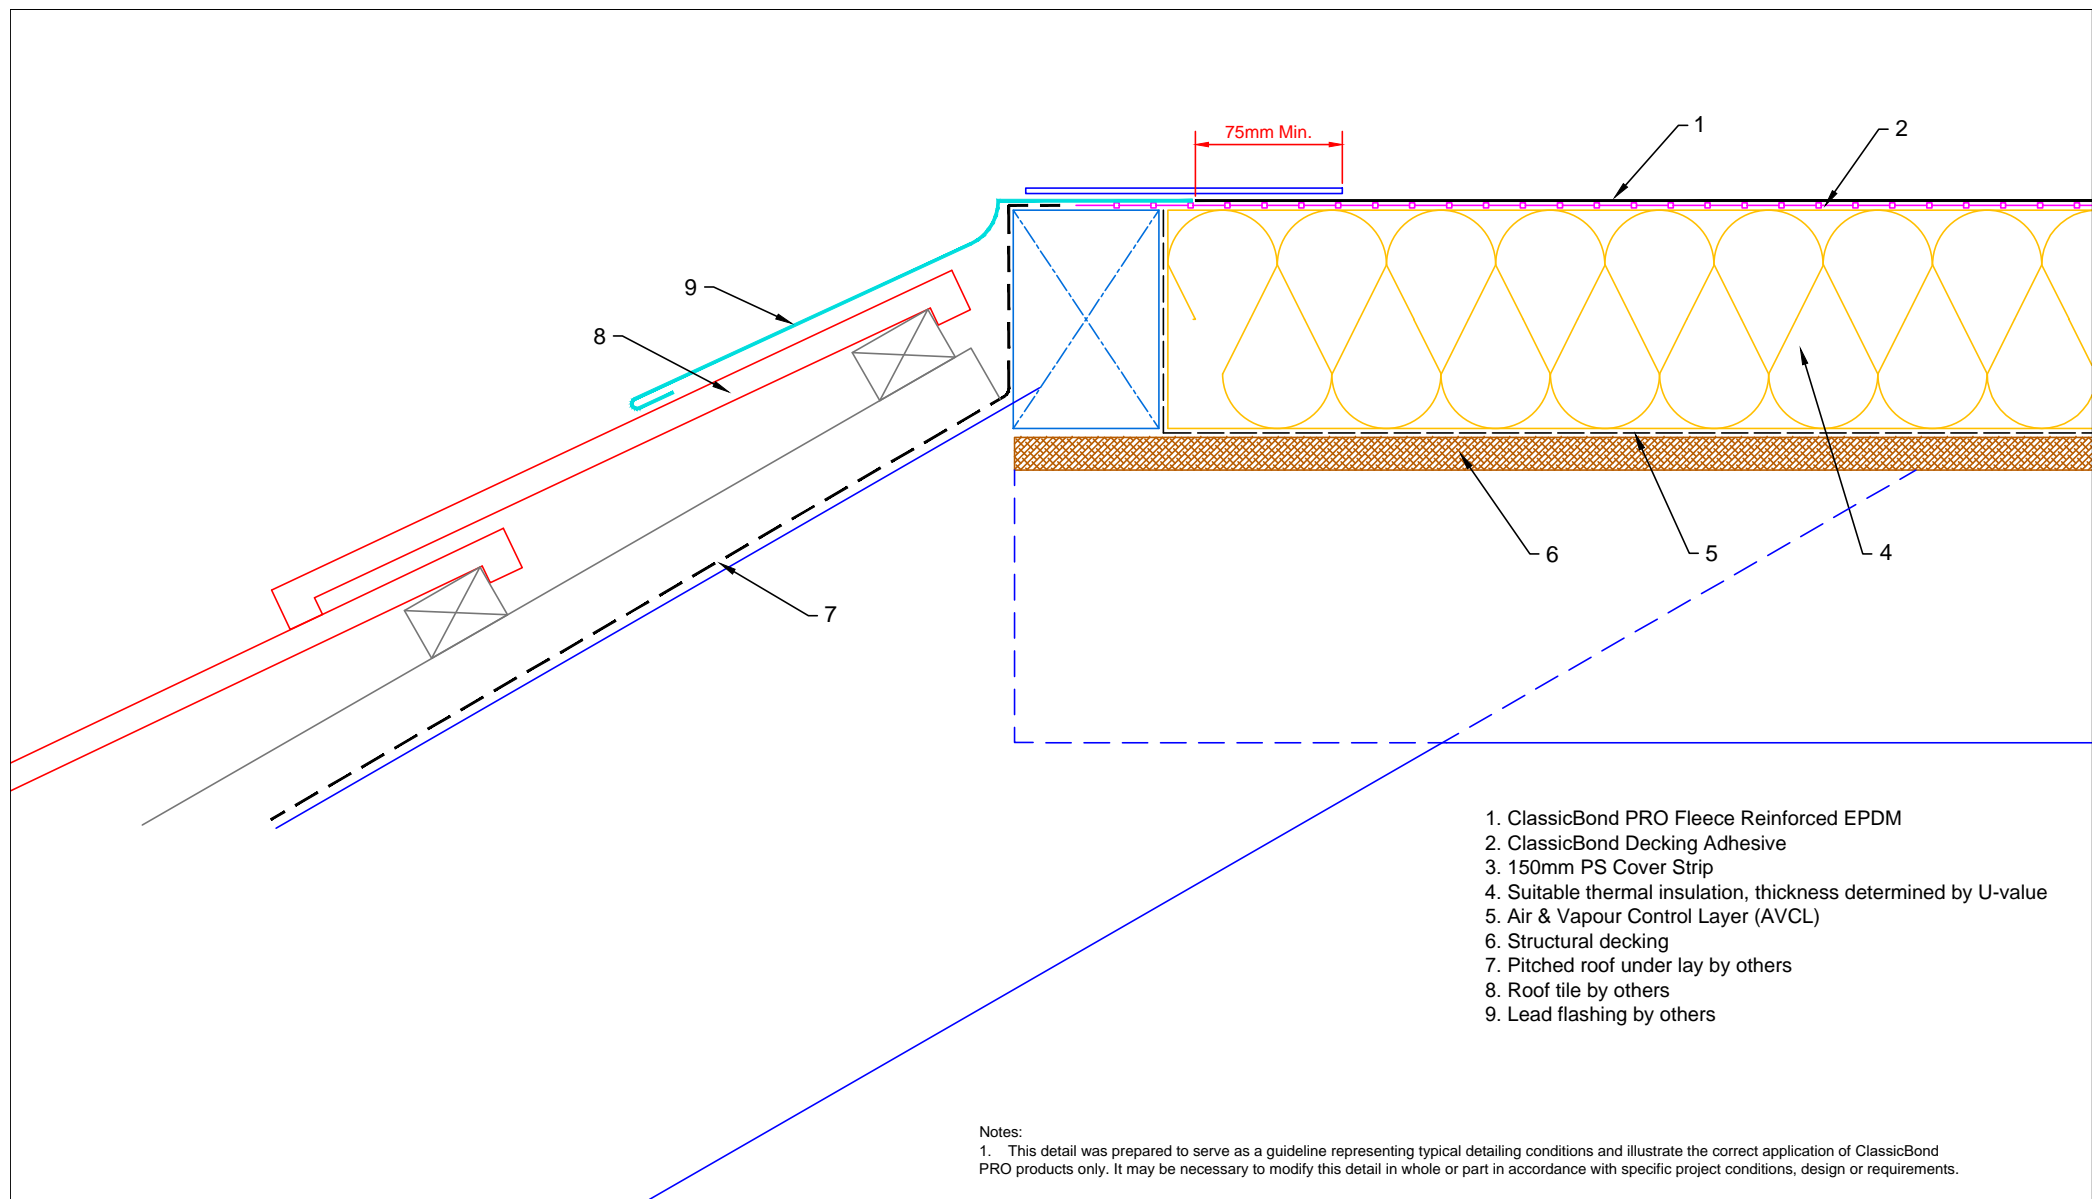 75mm Min.
1
2
9
8
7
6
5
4
1. ClassicBond PRO Fleece Reinforced EPDM
2. ClassicBond Decking Adhesive
3. 150mm PS Cover Strip
4. Suitable thermal insulation, thickness determined by U-value
5. Air & Vapour Control Layer (AVCL)
6. Structural decking
7. Pitched roof under lay by others
8. Roof tile by others
9. Lead flashing by others
Notes:
1. This detail was prepared to serve as a guideline representing typical detailing conditions and illustrate the correct application of ClassicBond
PRO products only. It may be necessary to modify this detail in whole or part in accordance with specific project conditions, design or requirements.